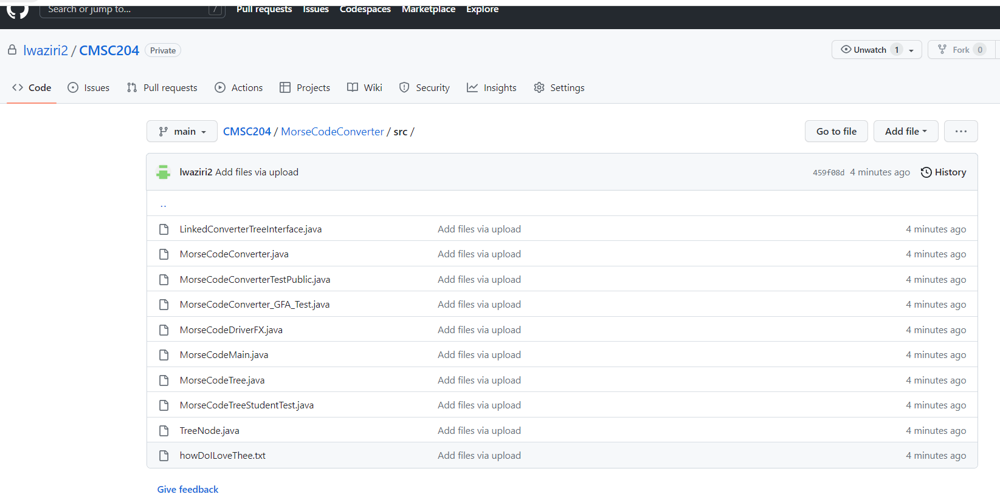 Search or jump to... / Pull requests Issues Codespaces Marketplace Explore
lwaziri2 / CMSC204 Private Unwatch 1 Fork 0
Code Issues Pull requests Actions Projects Wiki Security Insights Settings
main CMSC204 / MorseCodeConverter / src / Go to file Add file ...
lwaziri2 Add files via upload 459f08d 4 minutes ago History
..
LinkedConverterTreeInterface.java Add files via upload 4 minutes ago
MorseCodeConverter.java Add files via upload 4 minutes ago
MorseCodeConverterTestPublic.java Add files via upload 4 minutes ago
MorseCodeConverter_GFA_Test.java Add files via upload 4 minutes ago
MorseCodeDriverFX.java Add files via upload 4 minutes ago
MorseCodeMain.java Add files via upload 4 minutes ago
MorseCodeTree.java Add files via upload 4 minutes ago
MorseCodeTreeStudentTest.java Add files via upload 4 minutes ago
TreeNode.java Add files via upload 4 minutes ago
howDoILoveThee.txt Add files via upload 4 minutes ago
Give feedback